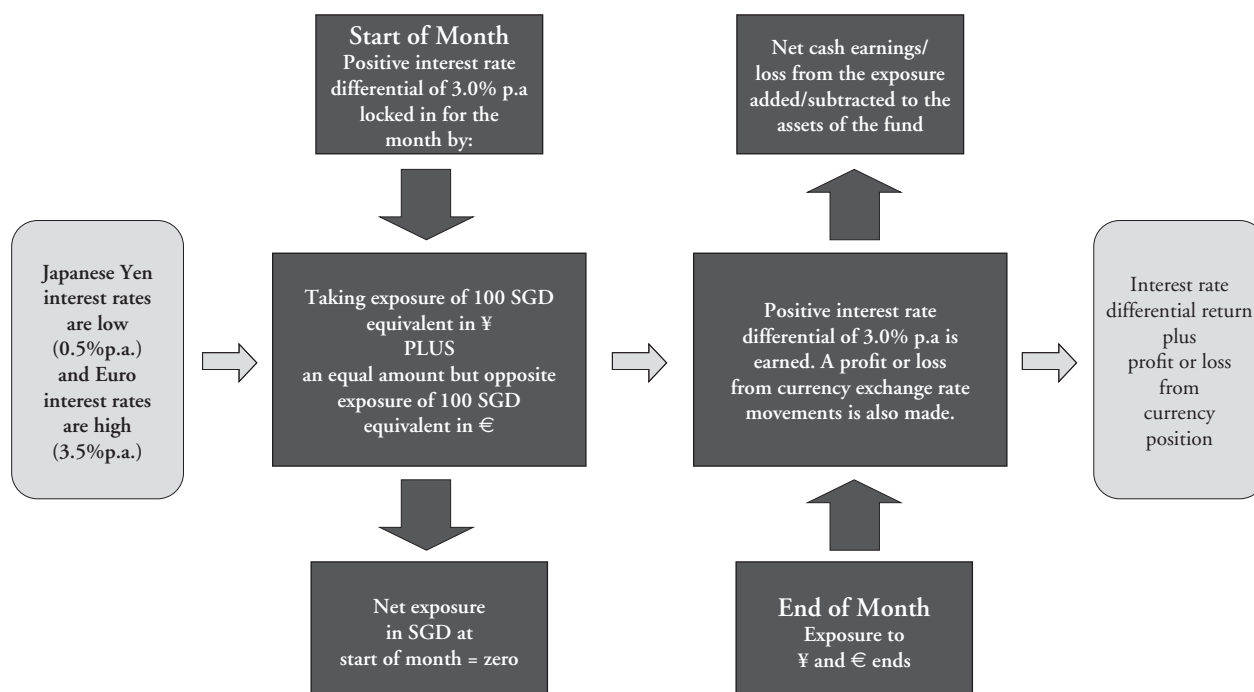 Start of Month
Positive interest rate
differential of 3.0% p.a
locked in for the
month by:
Net cash earnings/
loss from the exposure
added/subtracted to the
assets of the fund
Japanese Yen
interest rates
are low
(0.5%p.a.)
and Euro
interest rates
are high
(3.5%p.a.)
Taking exposure of 100 SGD
equivalent in ¥
PLUS
an equal amount but opposite
exposure of 100 SGD
equivalent in €
Positive interest rate
differential of 3.0% p.a is
earned. A profit or loss
from currency exchange rate
movements is also made.
Interest rate
differential return
plus
profit or loss
from
currency
position
Net exposure
in SGD at
start of month = zero
End of Month
Exposure to
¥ and € ends